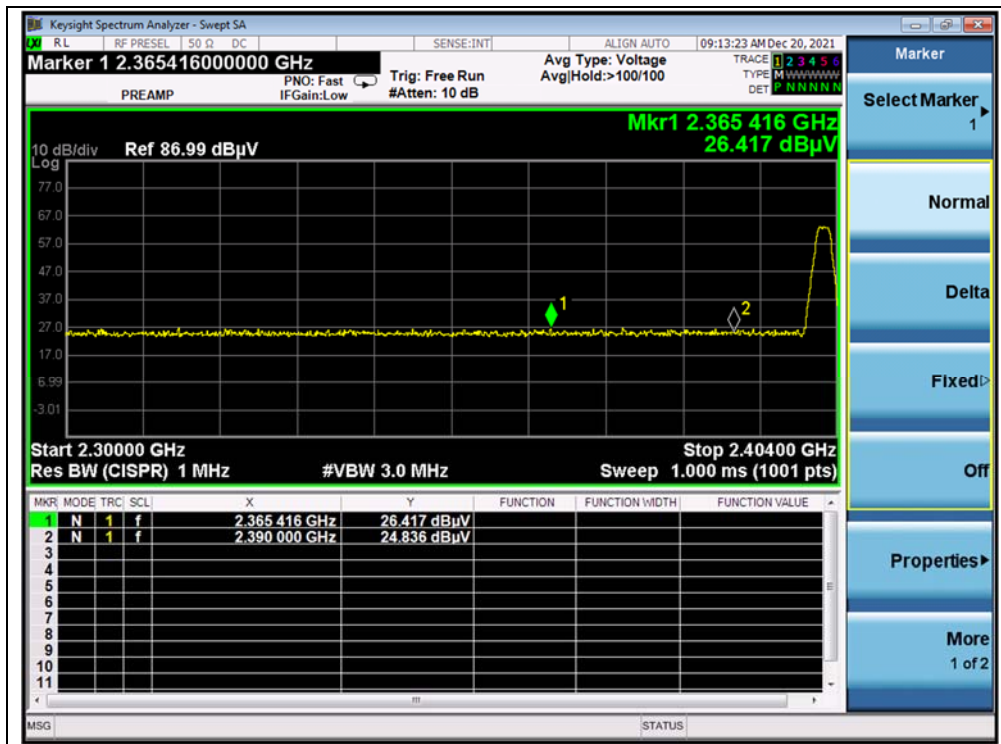 Keysight Spectrum Analyzer - Swept SA
LXI RL RF PRESEL 50 Ω DC SENSE:INT ALIGN AUTO 09:13:23 AM Dec 20, 2021
Marker 1 2.365416000000 GHz
PREAMP
PNO: Fast
IFGain:Low
Trig: Free Run
#Atten: 10 dB
Avg Type: Voltage
Avg|Hold:>100/100
TRACE 1 2 3 4 5 6
TYPE M WWWWW
DET P N N N N N
Mkr1 2.365 416 GHz
26.417 dBµV
10 dB/div Ref 86.99 dBµV
Log
77.0
67.0
57.0
47.0
37.0
27.0
17.0
6.99
-3.01
1
2
Start 2.30000 GHz Stop 2.40400 GHz
Res BW (CISPR) 1 MHz #VBW 3.0 MHz Sweep 1.000 ms (1001 pts)
MKR MODE TRC SCL X Y FUNCTION FUNCTION WIDTH FUNCTION VALUE
1 N 1 f 2.365 416 GHz 26.417 dBµV
2 N 1 f 2.390 000 GHz 24.836 dBµV
3
4
5
6
7
8
9
10
11
MSG STATUS
Marker
Select Marker
1
Normal
Delta
Fixed
Off
Properties
More
1 of 2